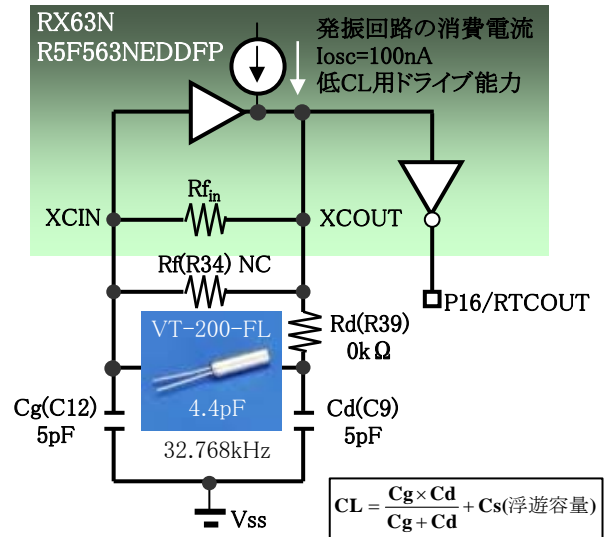 RX63N
R5F563NEDDFP
発振回路の消費電流
Iosc=100nA
低CL用ドライブ能力
Rfin
XCIN
XCOUT
Rf(R34) NC
P16/RTCOUT
VT-200-FL
Rd(R39)
0kΩ
4.4pF
Cg(C12)
5pF
Cd(C9)
5pF
32.768kHz
Vss
CL = Cg×Cd / Cg+Cd + Cs(浮遊容量)